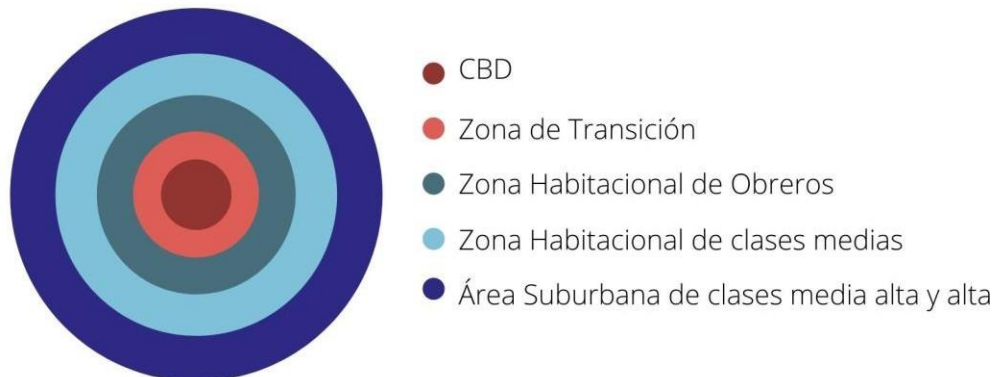 CBD
Zona de Transición
Zona Habitacional de Obreros
Zona Habitacional de clases medias
Área Suburbana de clases media alta y alta